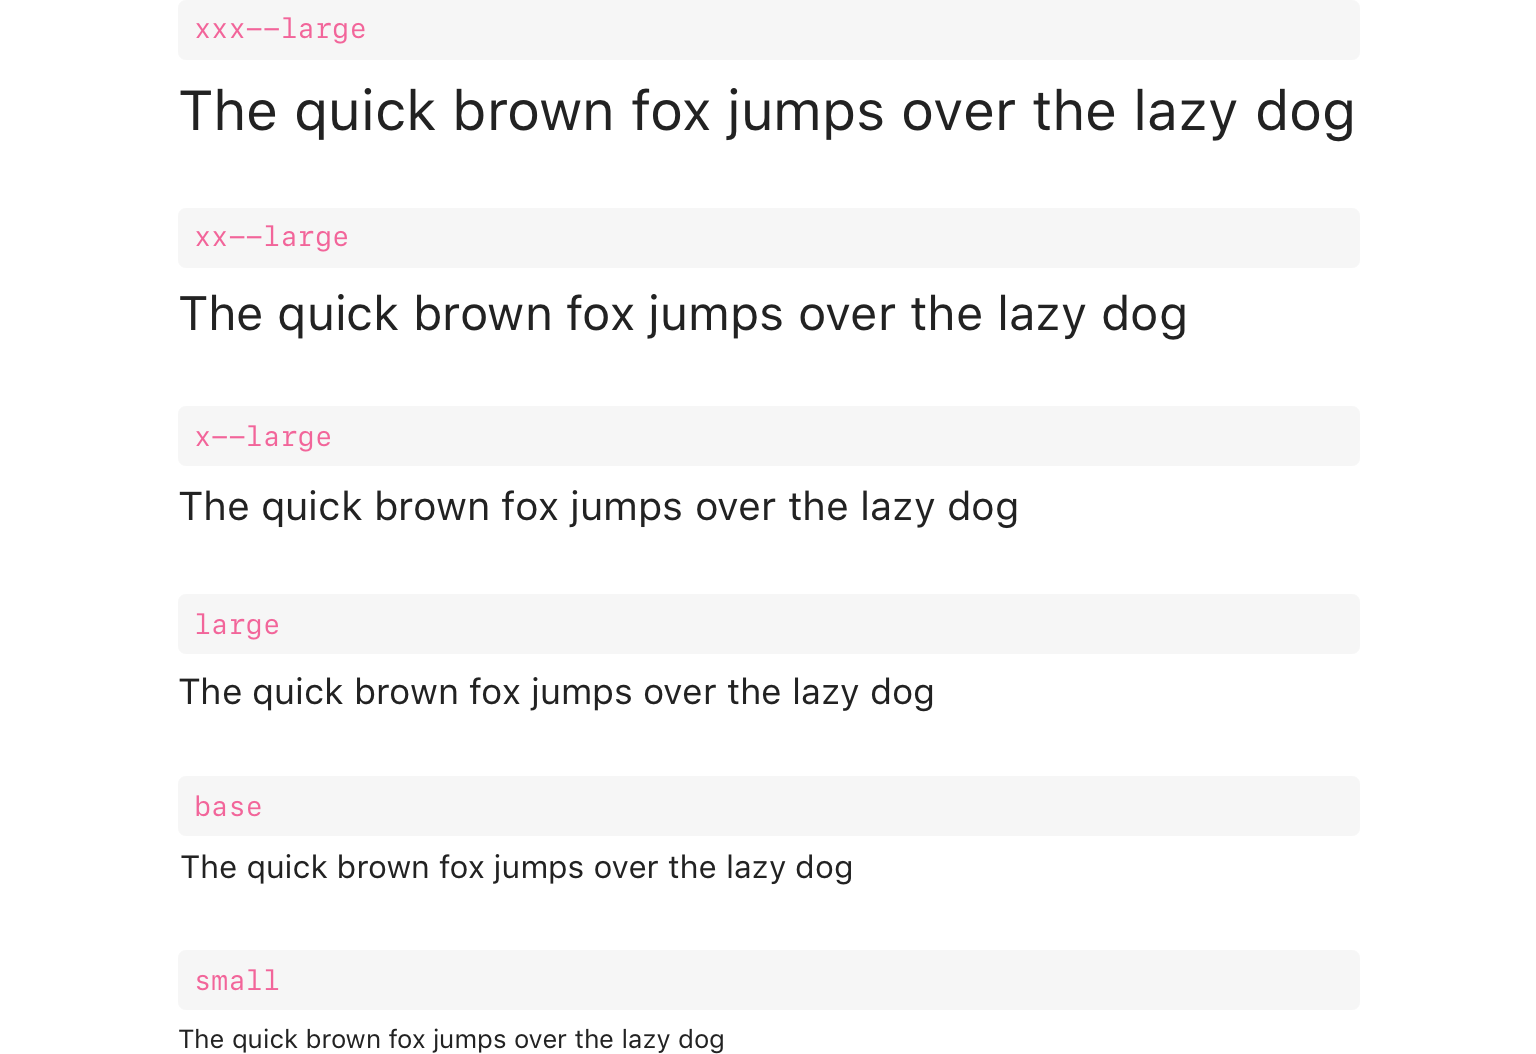 xxx--large
The quick brown fox jumps over the lazy dog
xx--large
The quick brown fox jumps over the lazy dog
x--large
The quick brown fox jumps over the lazy dog
large
The quick brown fox jumps over the lazy dog
base
The quick brown fox jumps over the lazy dog
small
The quick brown fox jumps over the lazy dog